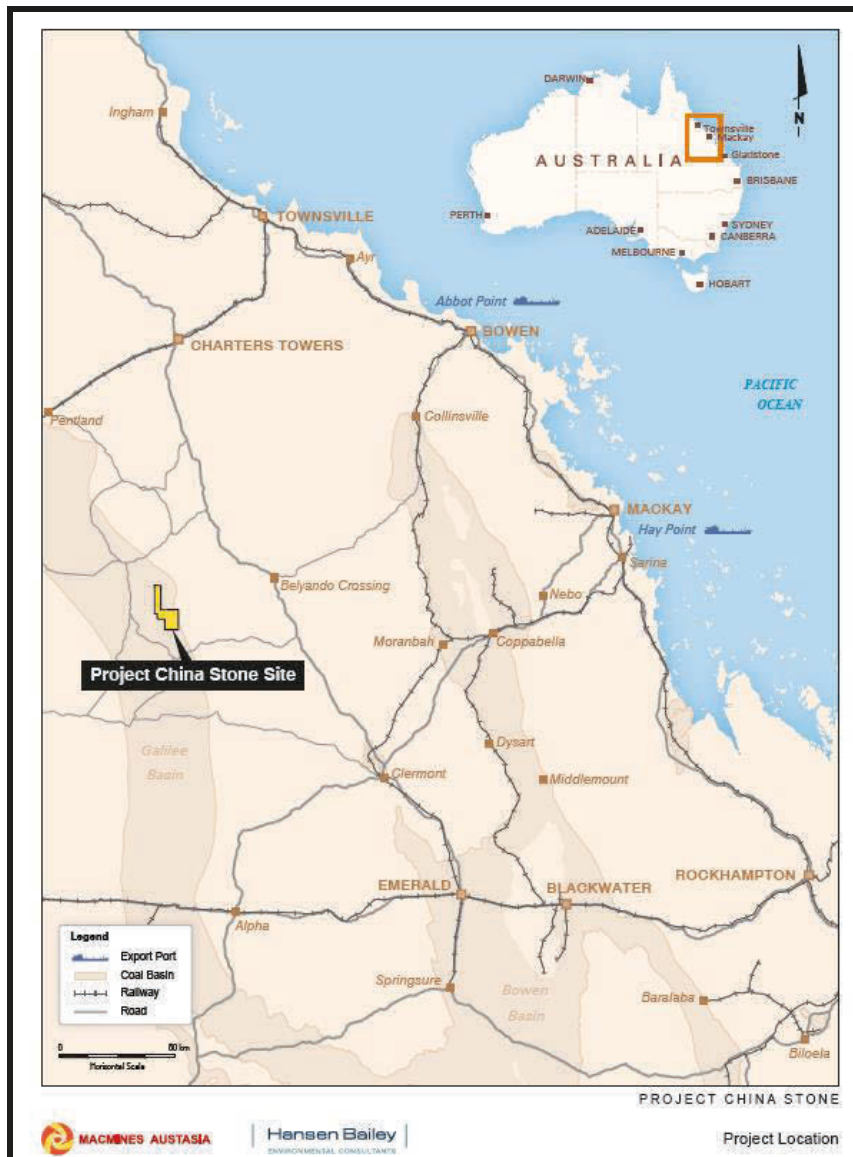 DARWIN
Ingham
Townsville
Mackay
AUSTRALIA
Gladstone
N
BRISBANE
TOWNSVILLE
PERTH
ADELAIDE
SYDNEY
CANBERRA
MELBOURNE
Ayr
HOBART
Abbot Point
BOWEN
CHARTERS TOWERS
PACIFIC
OCEAN
Pentland
Collinsville
MACKAY
Hay Point
Sarina
Belyando Crossing
Nebo
Moranbah
Coppabella
Project China Stone Site
Galilee
Basin
Dysart
Clermont
Middlemount
ROCKHAMPTON
EMERALD
BLACKWATER
Alpha
Legend
Export Port
Coal Basin
Railway
Road
Springsure
Bowen
Basin
Baralaba
Biloela
0
Horizontal Scale
PROJECT CHINA STONE
MACMINES AUSTASIA
Hansen Bailey
ENVIRONMENTAL CONSULTANTS
Project Location